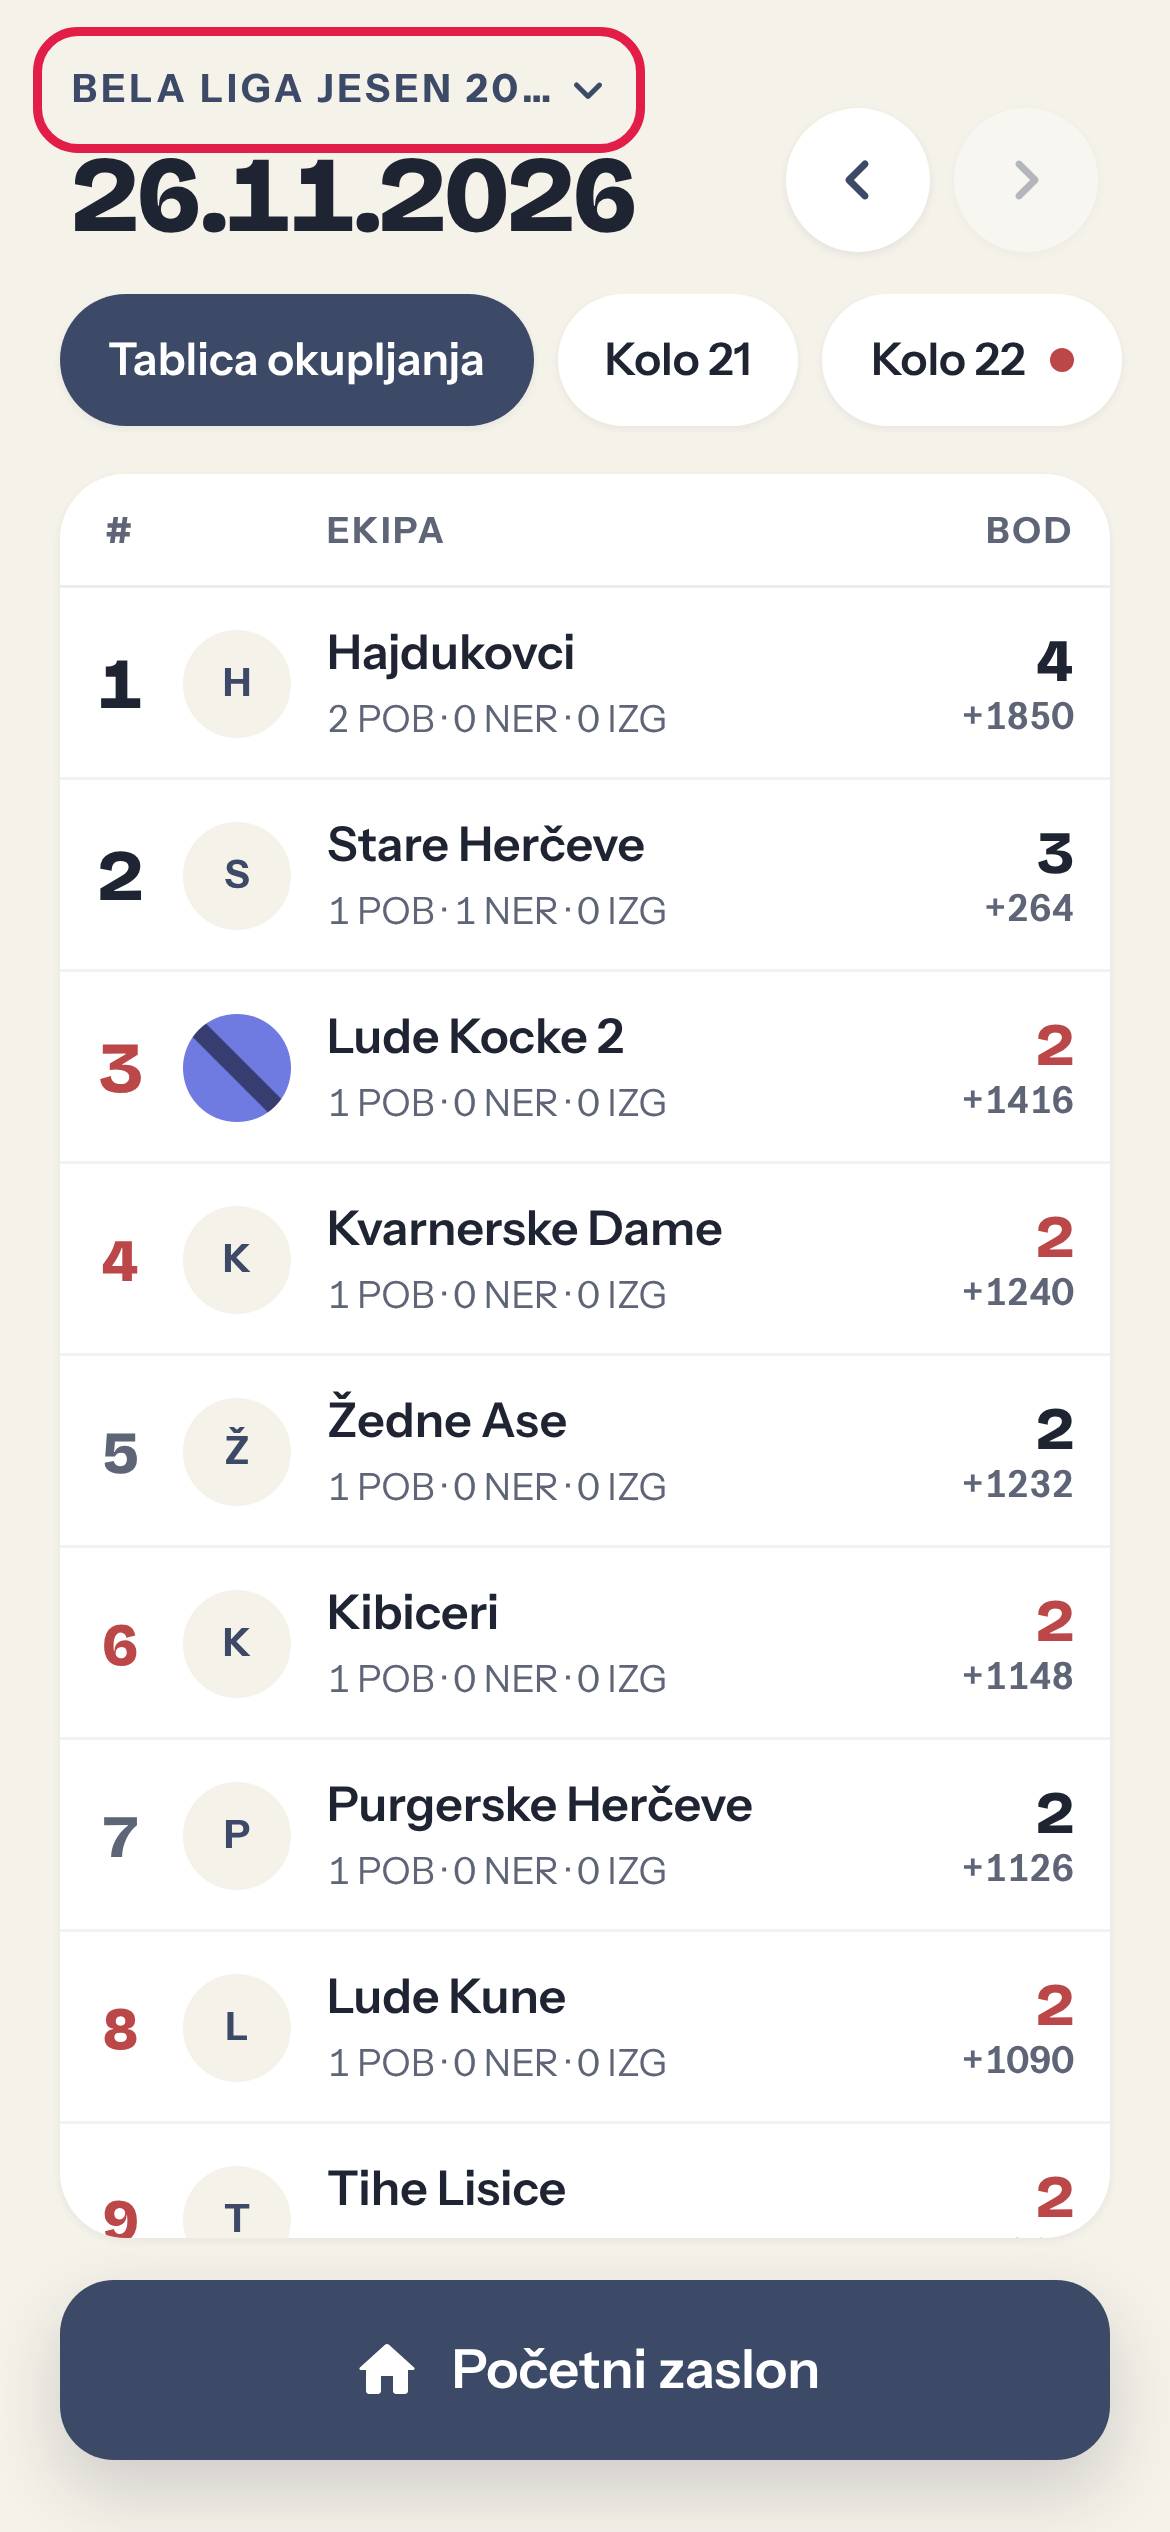 BELA LIGA JESEN 20...
26.11.2026
Tablica okupljanja
Kolo 21
Kolo 22
# EKIPA BOD
1 H Hajdukovci 4
2 POB · 0 NER · 0 IZG +1850
2 S Stare Herčeve 3
1 POB · 1 NER · 0 IZG +264
3 Lude Kocke 2 2
1 POB · 0 NER · 0 IZG +1416
4 K Kvarnerske Dame 2
1 POB · 0 NER · 0 IZG +1240
5 Ž Žedne Ase 2
1 POB · 0 NER · 0 IZG +1232
6 K Kibiceri 2
1 POB · 0 NER · 0 IZG +1148
7 P Purgerske Herčeve 2
1 POB · 0 NER · 0 IZG +1126
8 L Lude Kune 2
1 POB · 0 NER · 0 IZG +1090
9 T Tihe Lisice 2
Početni zaslon